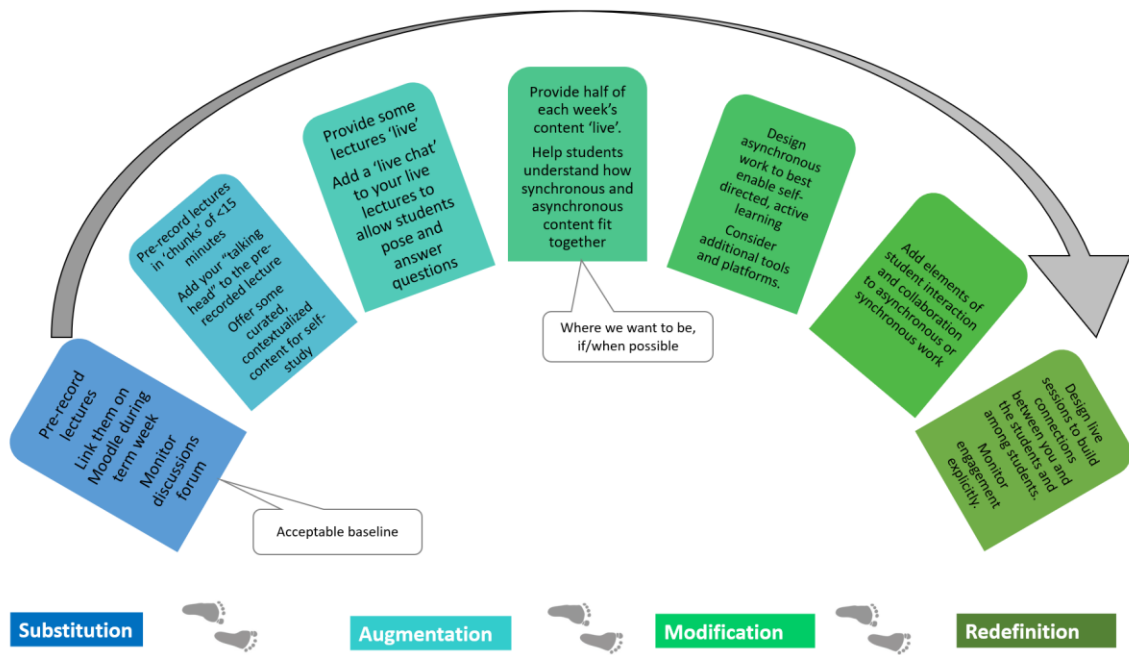 Pre-record
lectures
Link them on
Moodle during
term week
Monitor
discussions
forum
Pre-record lectures
in ‘chunks’ of <15
minutes
Add your “talking
head” to the pre-
recorded lecture
Offer some
curated,
contextualized
content for self-
study
Provide some
lectures ‘live’
Add a ‘live chat’
to your live
lectures to
allow students
pose and
answer
questions
Provide half of
each week’s
content ‘live’.
Help students
understand how
synchronous and
asynchronous
content fit
together
Design
asynchronous
work to best
enable self-
directed, active
learning
Consider
additional tools
and platforms.
Add elements of
student interaction
and collaboration
to asynchronous or
synchronous work
Design live
sessions to build
connections
between you and
the students and
among students.
Monitor
engagement
explicitly.
Where we want to be,
if/when possible
Acceptable baseline
Substitution
Augmentation
Modification
Redefinition